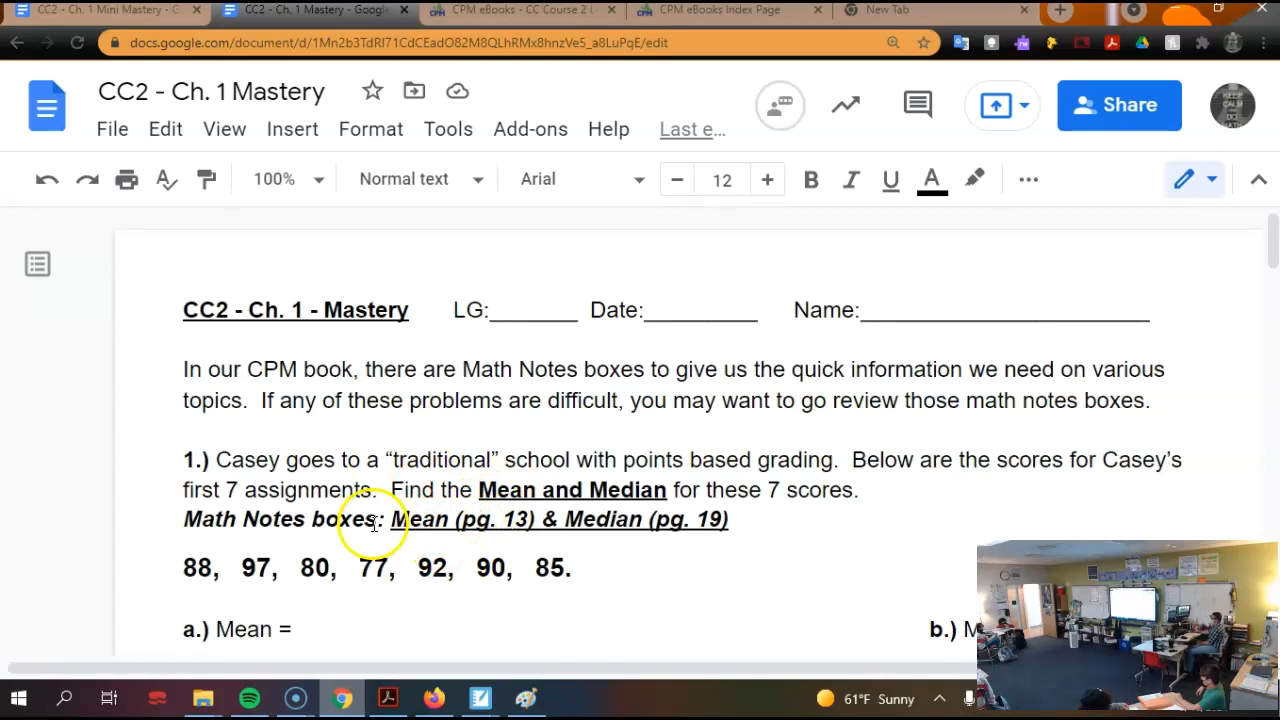 CC2 - Ch. 1 Mini Mastery - G
CC2 - Ch. 1 Mastery - Google
CPM eBooks - CC Course 2 L
CPM eBooks Index Page
New Tab
docs.google.com/document/d/1Mn2b3TdRI71CdCEadO82M8QLhRMx8hnzVe5_a8LuPqE/edit
CC2 - Ch. 1 Mastery
File Edit View Insert Format Tools Add-ons Help Last e...
Share
100% Normal text Arial 12 B I U A
CC2 - Ch. 1 - Mastery LG:_______ Date:_________ Name:________________________
In our CPM book, there are Math Notes boxes to give us the quick information we need on various
topics. If any of these problems are difficult, you may want to go review those math notes boxes.
1.) Casey goes to a “traditional” school with points based grading. Below are the scores for Casey’s
first 7 assignments. Find the Mean and Median for these 7 scores.
Math Notes boxes: Mean (pg. 13) & Median (pg. 19)
88, 97, 80, 77, 92, 90, 85.
a.) Mean = b.) M
61°F Sunny